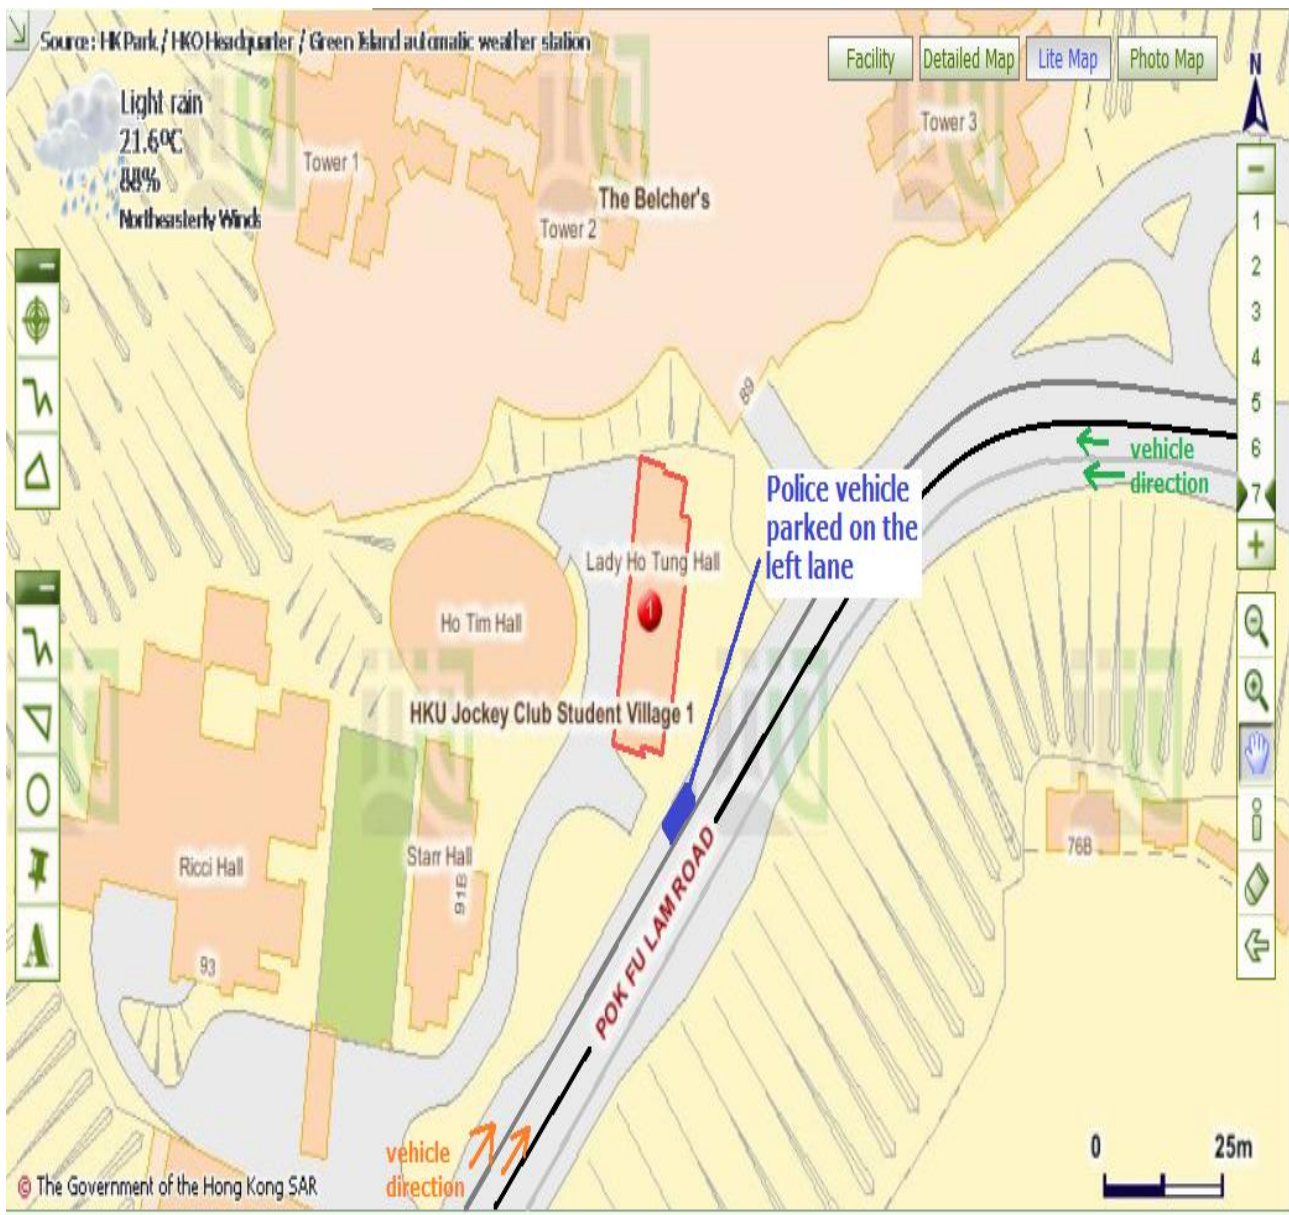 Source : HK Park / HKO Headquarter / Green Island automatic weather station
Facility
Detailed Map
Lite Map
Photo Map
N
Light rain
21.6ºC
88%
Northeasterly Winds
Tower 1
Tower 2
Tower 3
The Belcher's
1
2
3
4
5
6
7
89
vehicle
direction
Police vehicle
parked on the
left lane
Lady Ho Tung Hall
1
Ho Tim Hall
HKU Jockey Club Student Village 1
Ricci Hall
Starr Hall
91B
93
76B
A
POK FU LAM ROAD
vehicle
direction
0 25m
© The Government of the Hong Kong SAR